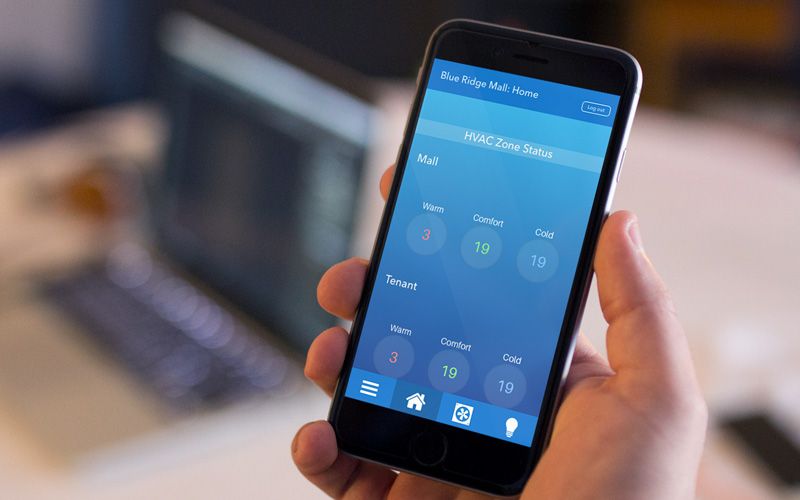 Blue Ridge Mall: Home
Log out
HVAC Zone Status
Mall
Warm Comfort Cold
3 19 19
Tenant
Warm Comfort Cold
3 19 19